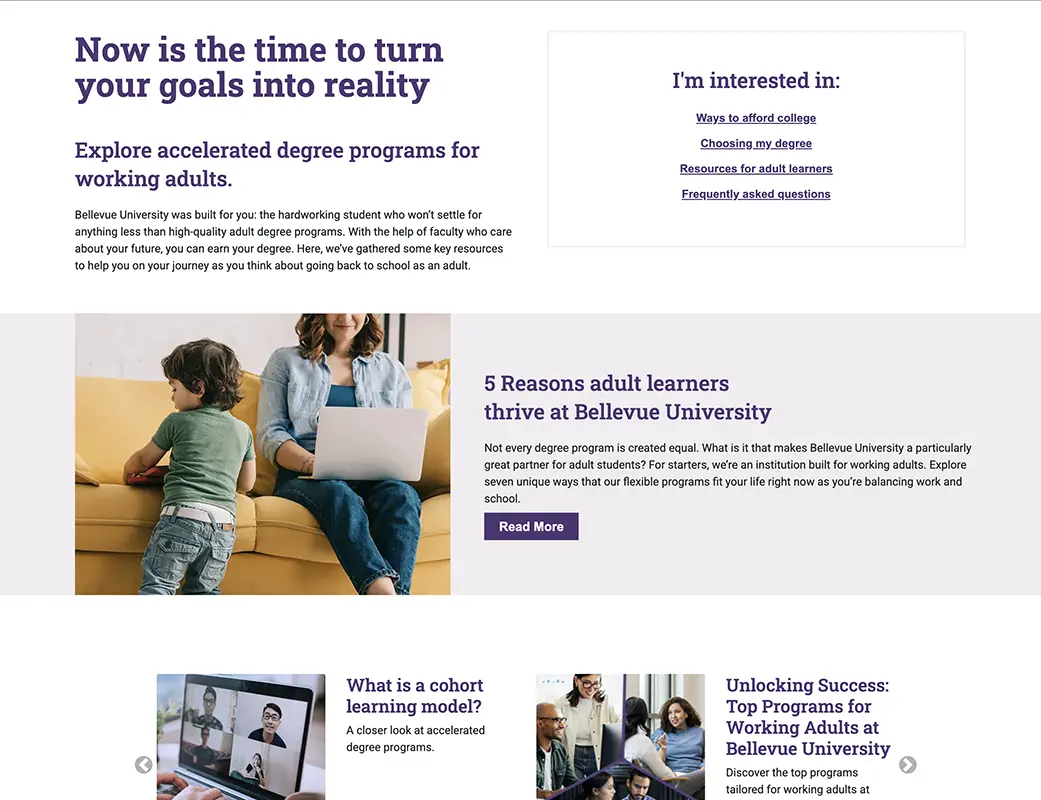 Now is the time to turn
your goals into reality
Explore accelerated degree programs for
working adults.
Bellevue University was built for you: the hardworking student who won’t settle for
anything less than high-quality adult degree programs. With the help of faculty who care
about your future, you can earn your degree. Here, we’ve gathered some key resources
to help you on your journey as you think about going back to school as an adult.
I'm interested in:
Ways to afford college
Choosing my degree
Resources for adult learners
Frequently asked questions
5 Reasons adult learners
thrive at Bellevue University
Not every degree program is created equal. What is it that makes Bellevue University a particularly
great partner for adult students? For starters, we’re an institution built for working adults. Explore
seven unique ways that our flexible programs fit your life right now as you’re balancing work and
school.
Read More
What is a cohort
learning model?
A closer look at accelerated
degree programs.
Unlocking Success:
Top Programs for
Working Adults at
Bellevue University
Discover the top programs
tailored for working adults at